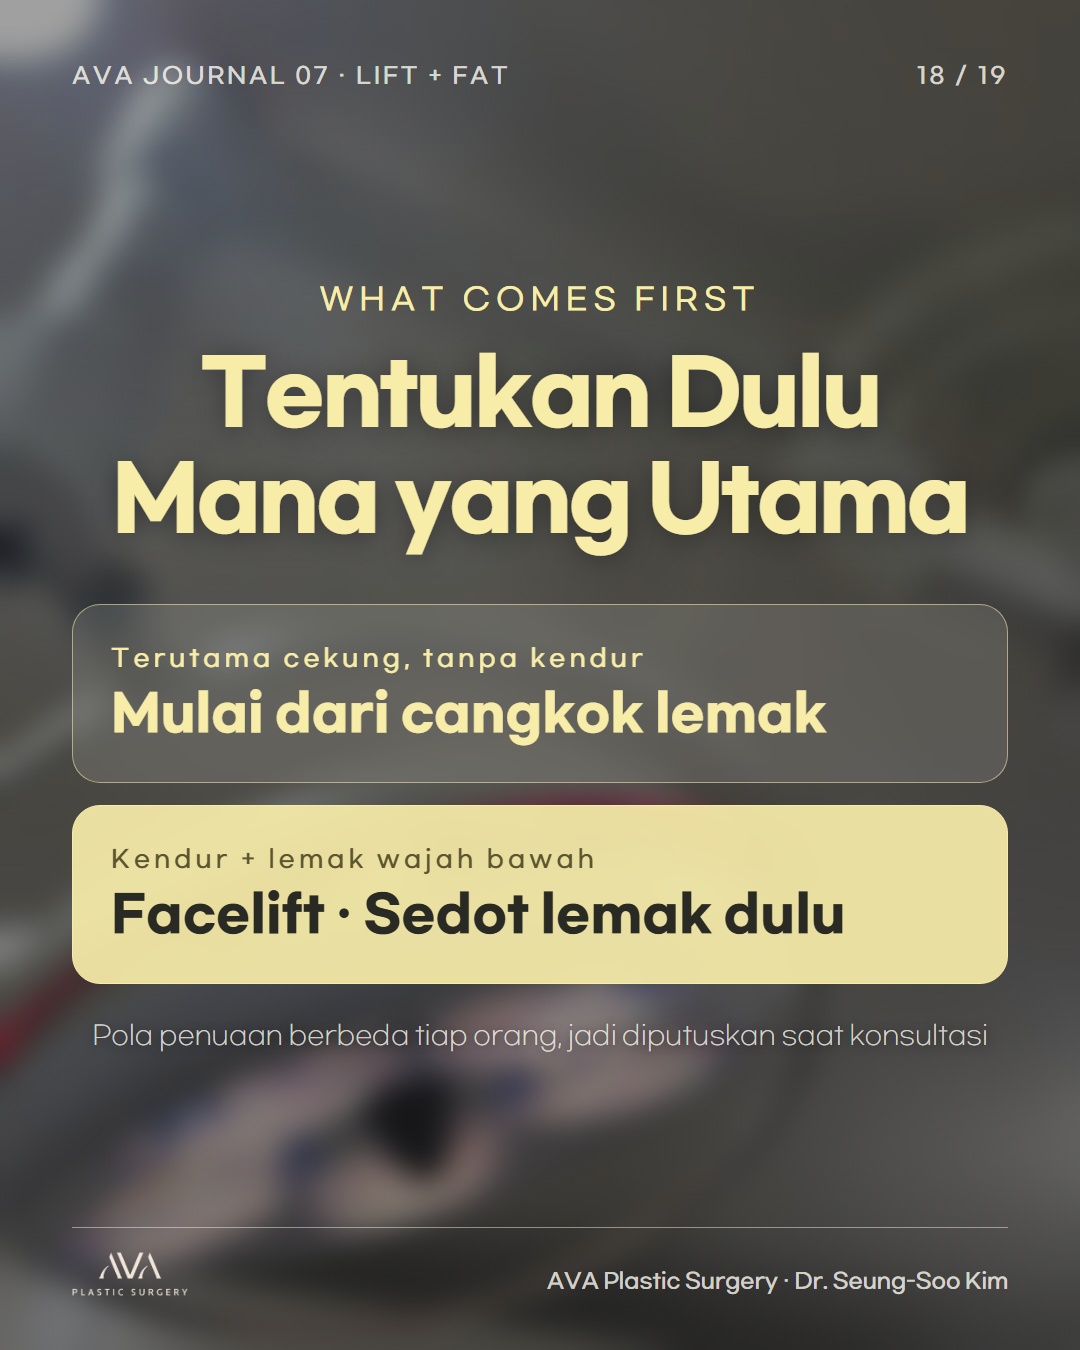 AVA JOURNAL 07 · LIFT + FAT
18 / 19
WHAT COMES FIRST
Tentukan Dulu
Mana yang Utama
Terutama cekung, tanpa kendur
Mulai dari cangkok lemak
Kendur + lemak wajah bawah
Facelift · Sedot lemak dulu
Pola penuaan berbeda tiap orang, jadi diputuskan saat konsultasi
AVA
PLASTIC SURGERY
AVA Plastic Surgery · Dr. Seung-Soo Kim